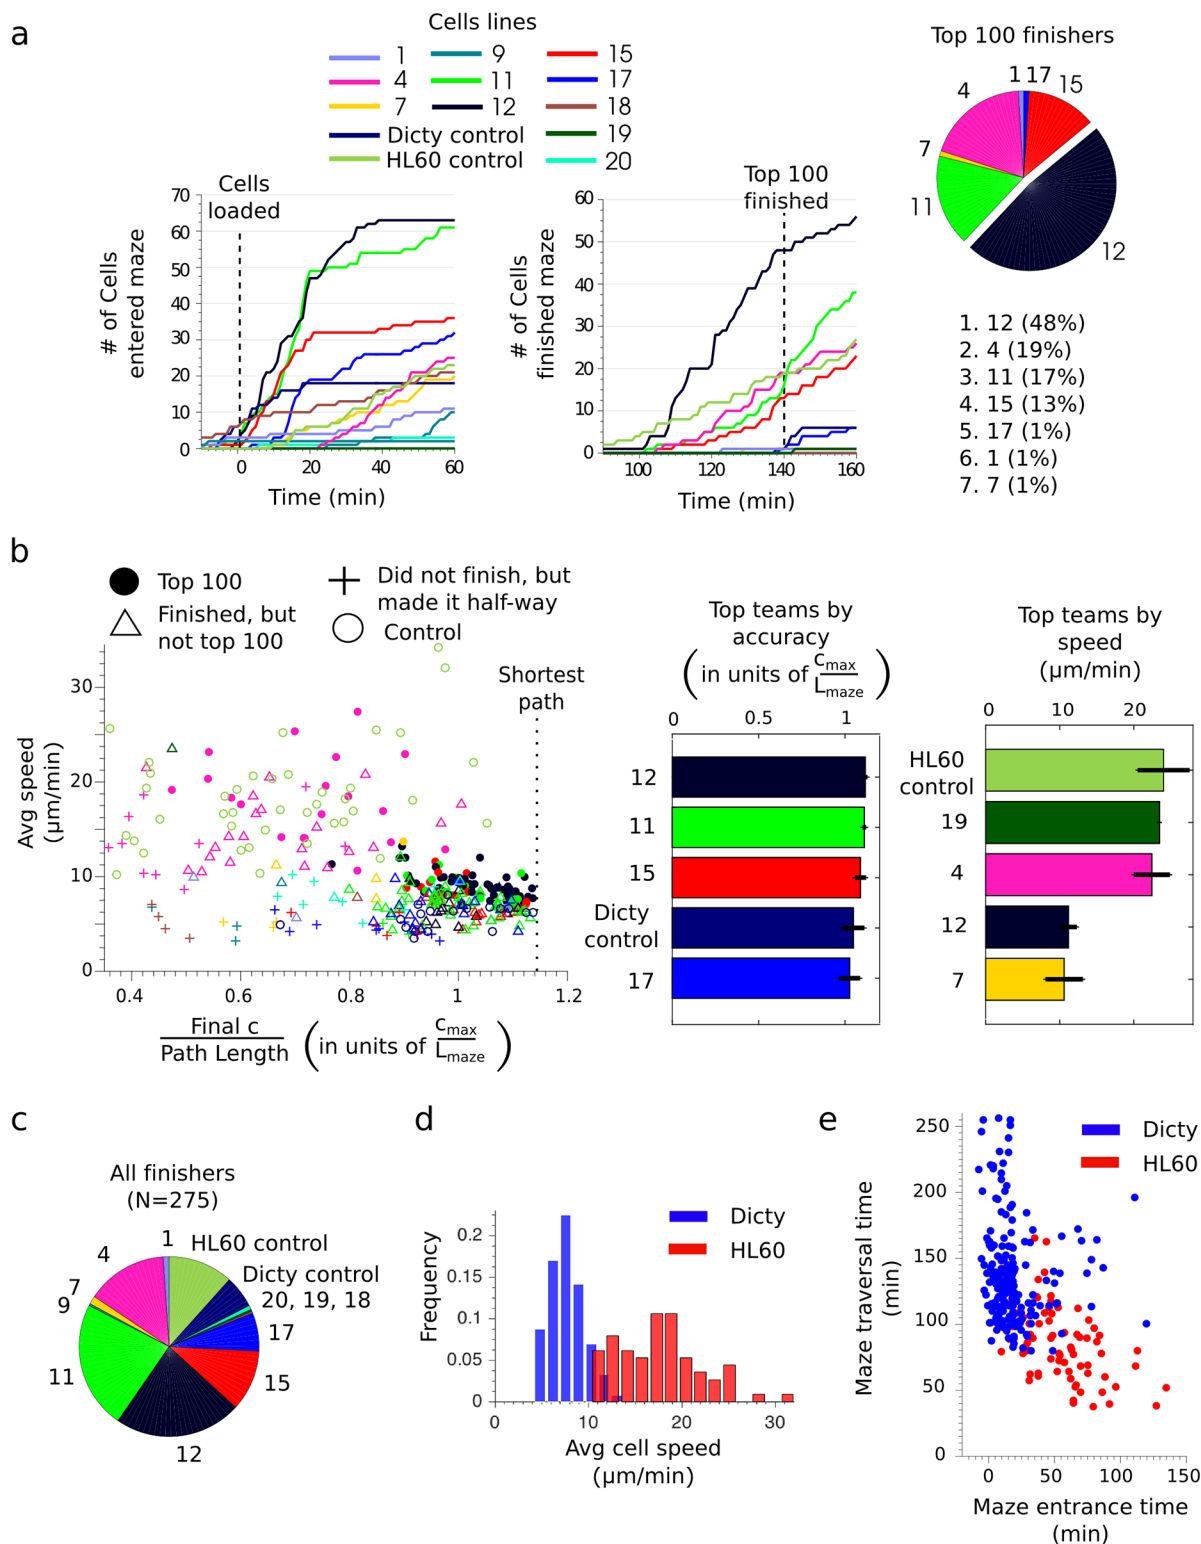 a
Cells lines
1
9
15
4
11
17
7
12
18
Dicty control
19
HL60 control
20
Top 100 finishers
1 17 15
4
7
11
12
1. 12 (48%)
2. 4 (19%)
3. 11 (17%)
4. 15 (13%)
5. 17 (1%)
6. 1 (1%)
7. 7 (1%)
Cells
loaded
# of Cells
entered maze
70
60
50
40
30
20
10
0
0 20 40 60
Time (min)
Top 100
finished
# of Cells
finished maze
60
50
40
30
20
10
0
100 120 140 160
Time (min)
b
Top 100
Finished, but
not top 100
Did not finish, but
made it half-way
Control
Shortest
path
Avg speed
(μm/min)
30
20
10
0
0.4 0.6 0.8 1 1.2
Final c
Path Length
(in units of cmax
Lmaze)
Top teams by
accuracy
(in units of cmax
Lmaze)
0 0.5 1
12
11
15
Dicty
control
17
Top teams by
speed
(μm/min)
0 10 20
HL60
control
19
4
12
7
c
All finishers
(N=275)
1
HL60 control
4
Dicty control
7
20, 19, 18
9
17
11
15
12
d
Dicty
HL60
Frequency
0.2
0.15
0.1
0.05
0
0 10 20 30
Avg cell speed
(μm/min)
e
Dicty
HL60
Maze traversal time
(min)
250
200
150
100
50
0
0 50 100 150
Maze entrance time
(min)